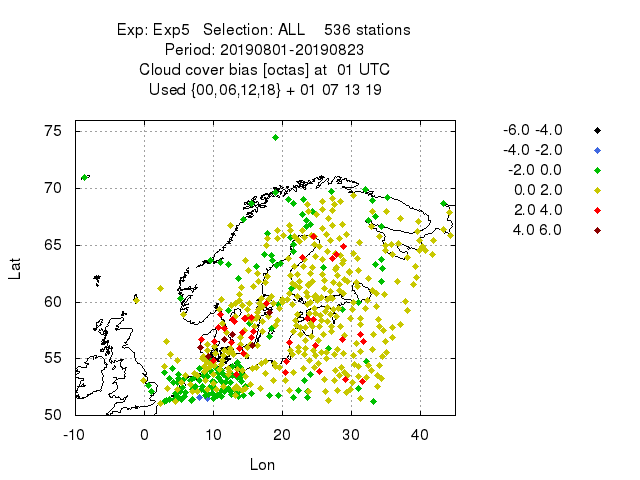 Exp: Exp5   Selection: ALL    536 stations
Period: 20190801-20190823
Cloud cover bias [octas] at  01 UTC
Used {00,06,12,18} + 01 07 13 19
-6.0 -4.0
-4.0 -2.0
-2.0 0.0
0.0 2.0
2.0 4.0
4.0 6.0
75
70
65
60
55
50
Lat
-10 0 10 20 30 40
Lon